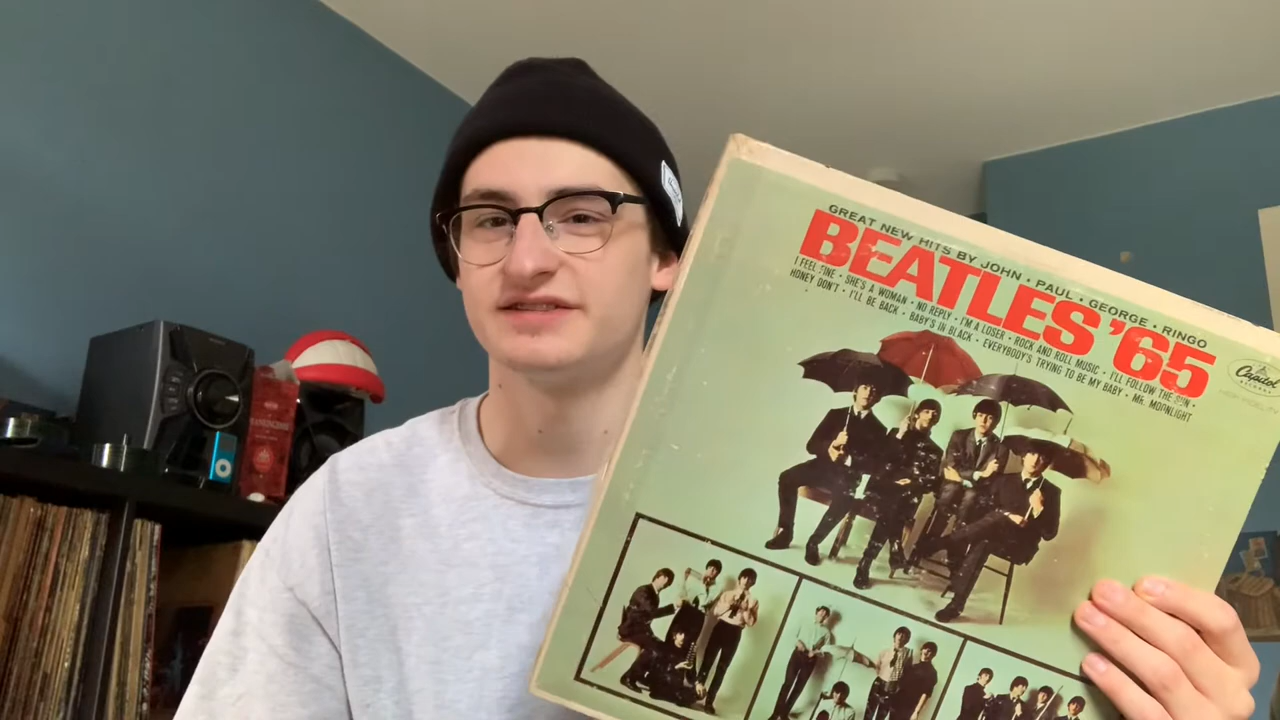 GREAT NEW HITS BY JOHN • PAUL • GEORGE • RINGO
BEATLES '65
I FEEL FINE • SHE'S A WOMAN • NO REPLY • I'M A LOSER • ROCK AND ROLL MUSIC • I'LL FOLLOW THE SUN •
HONEY DON'T • I'LL BE BACK • BABY'S IN BLACK • EVERYBODY'S TRYING TO BE MY BABY • MR. MOONLIGHT
Capitol
RECORDS